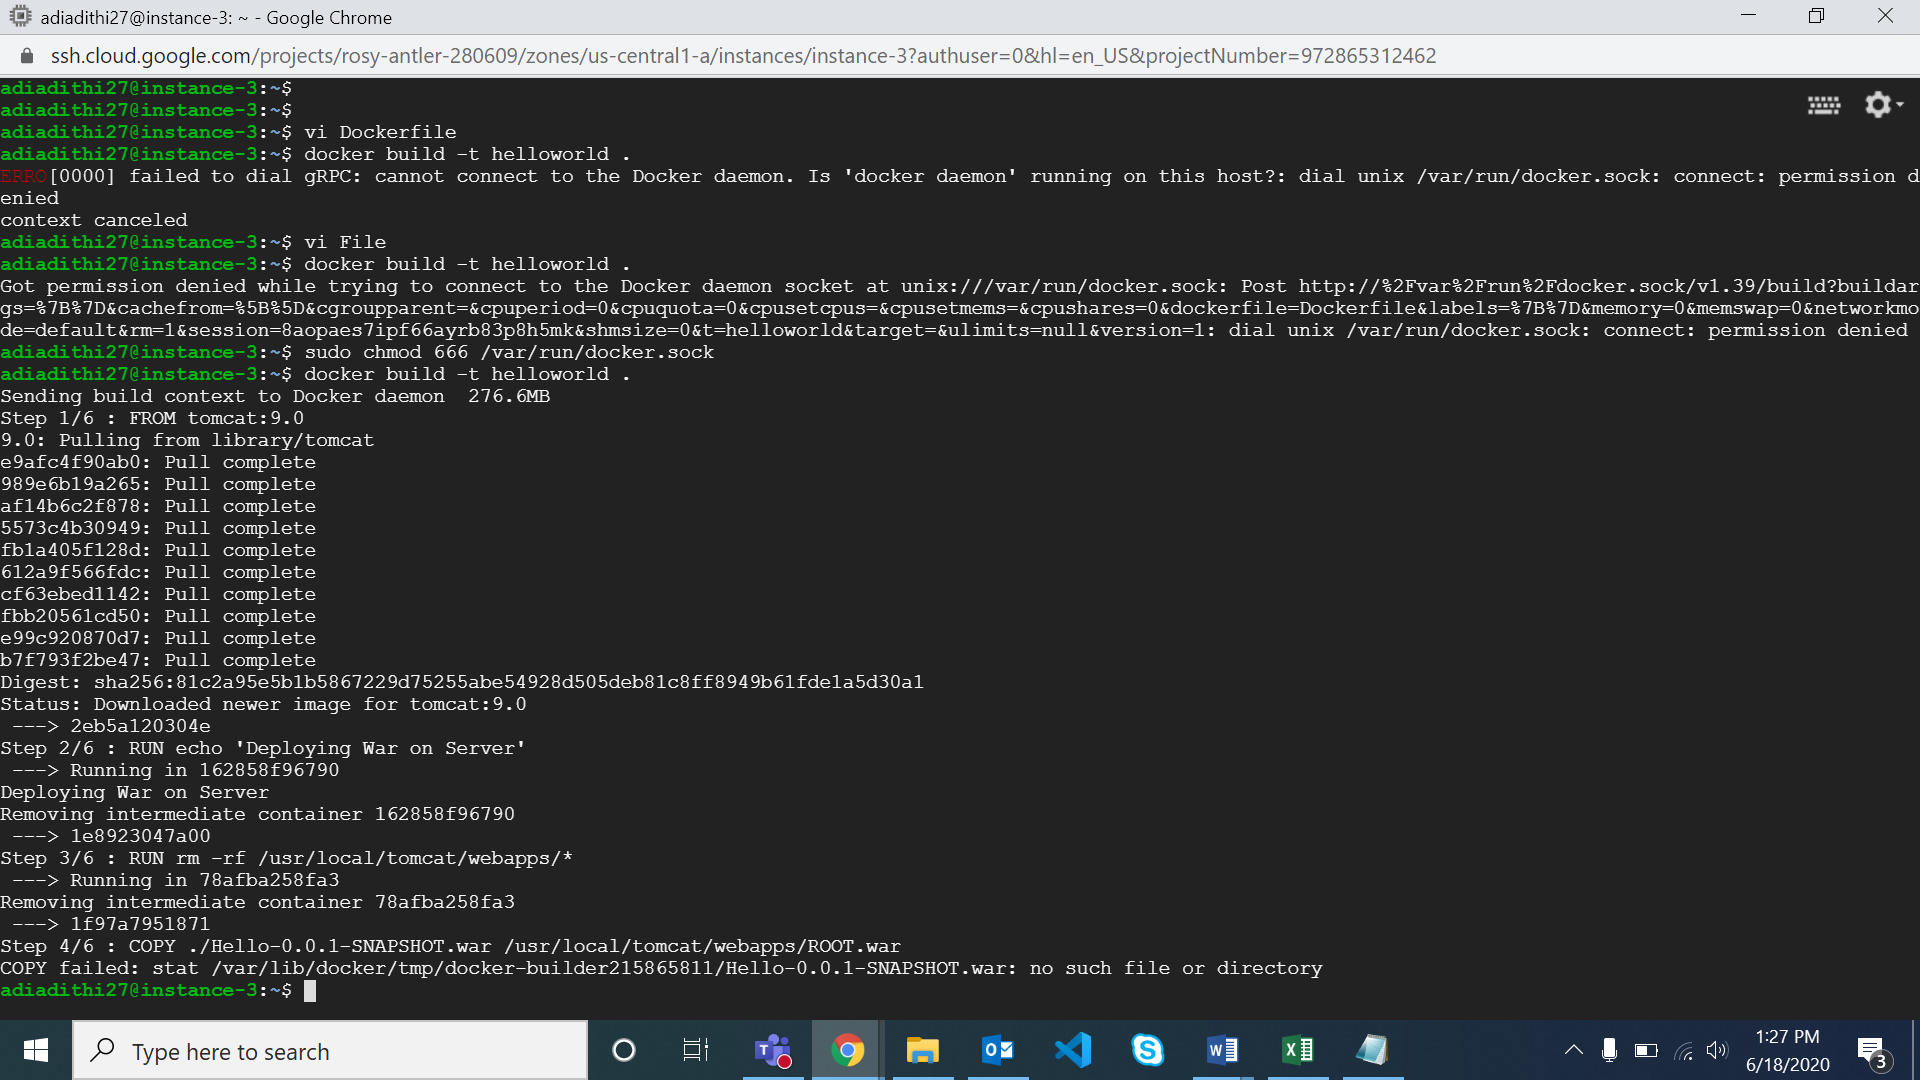 adiadithi27@instance-3: ~ - Google Chrome
ssh.cloud.google.com/projects/rosy-antler-280609/zones/us-central1-a/instances/instance-3?authuser=0&hl=en_US&projectNumber=972865312462
adiadithi27@instance-3:~$
adiadithi27@instance-3:~$
adiadithi27@instance-3:~$ vi Dockerfile
adiadithi27@instance-3:~$ docker build -t helloworld .
ERRO[0000] failed to dial gRPC: cannot connect to the Docker daemon. Is 'docker daemon' running on this host?: dial unix /var/run/docker.sock: connect: permission d
enied
context canceled
adiadithi27@instance-3:~$ vi File
adiadithi27@instance-3:~$ docker build -t helloworld .
Got permission denied while trying to connect to the Docker daemon socket at unix:///var/run/docker.sock: Post http://%2Fvar%2Frun%2Fdocker.sock/v1.39/build?buildar
gs=%7B%7D&cachefrom=%5B%5D&cgroupparent=&cpuperiod=0&cpuquota=0&cpusetcpus=&cpusetmems=&cpushares=0&dockerfile=Dockerfile&labels=%7B%7D&memory=0&memswap=0&networkmo
de=default&rm=1&session=8aopaes7ipf66ayrb83p8h5mk&shmsize=0&t=helloworld&target=&ulimits=null&version=1: dial unix /var/run/docker.sock: connect: permission denied
adiadithi27@instance-3:~$ sudo chmod 666 /var/run/docker.sock
adiadithi27@instance-3:~$ docker build -t helloworld .
Sending build context to Docker daemon  276.6MB
Step 1/6 : FROM tomcat:9.0
9.0: Pulling from library/tomcat
e9afc4f90ab0: Pull complete
989e6b19a265: Pull complete
af14b6c2f878: Pull complete
5573c4b30949: Pull complete
fb1a405f128d: Pull complete
612a9f566fdc: Pull complete
cf63ebed1142: Pull complete
fbb20561cd50: Pull complete
e99c920870d7: Pull complete
b7f793f2be47: Pull complete
Digest: sha256:81c2a95e5b1b5867229d75255abe54928d505deb81c8ff8949b61fde1a5d30a1
Status: Downloaded newer image for tomcat:9.0
 ---> 2eb5a120304e
Step 2/6 : RUN echo 'Deploying War on Server'
 ---> Running in 162858f96790
Deploying War on Server
Removing intermediate container 162858f96790
 ---> 1e8923047a00
Step 3/6 : RUN rm -rf /usr/local/tomcat/webapps/*
 ---> Running in 78afba258fa3
Removing intermediate container 78afba258fa3
 ---> 1f97a7951871
Step 4/6 : COPY ./Hello-0.0.1-SNAPSHOT.war /usr/local/tomcat/webapps/ROOT.war
COPY failed: stat /var/lib/docker/tmp/docker-builder215865811/Hello-0.0.1-SNAPSHOT.war: no such file or directory
adiadithi27@instance-3:~$
Type here to search
1:27 PM
6/18/2020
3